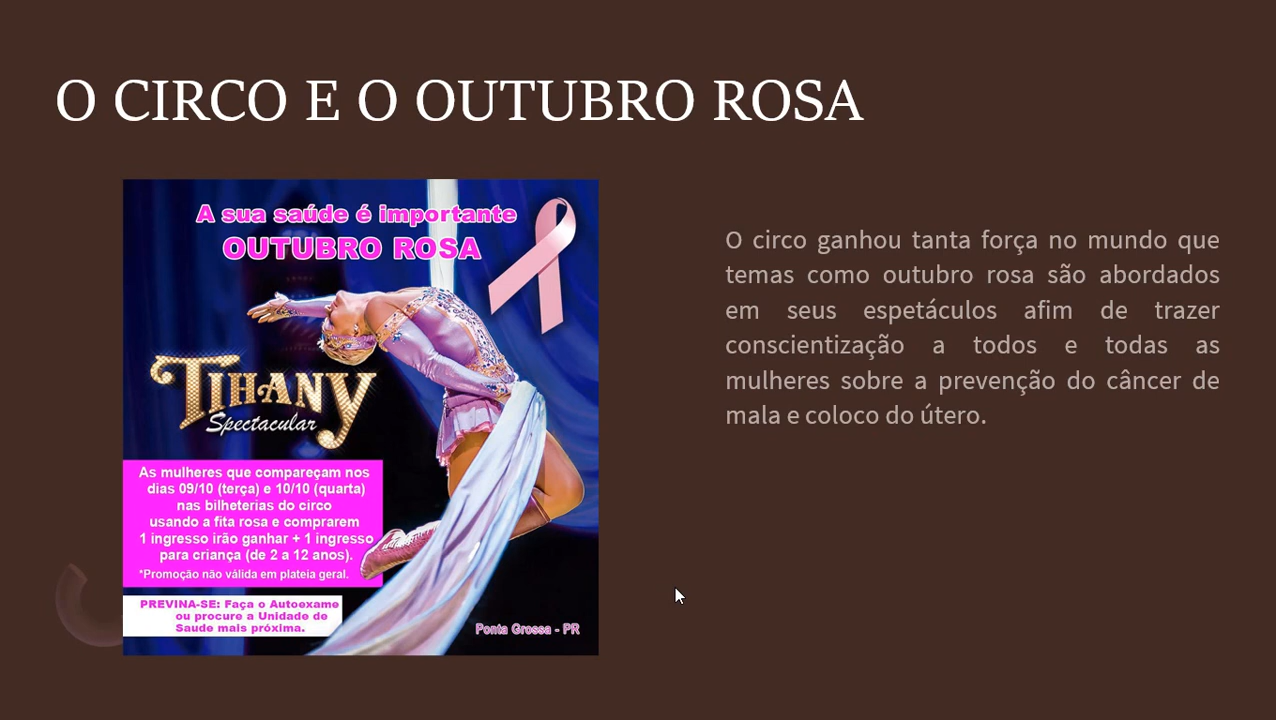 O CIRCO E O OUTUBRO ROSA
A sua saúde é importante
OUTUBRO ROSA
TIHANY
Spectacular
As mulheres que compareçam nos
dias 09/10 (terça) e 10/10 (quarta)
nas bilheterias do circo
usando a fita rosa e comprarem
1 ingresso irão ganhar + 1 ingresso
para criança (de 2 a 12 anos).
*Promoção não válida em plateia geral.
PREVINA-SE: Faça o Autoexame
ou procure a Unidade de
Saude mais próxima.
Ponta Grossa - PR
O circo ganhou tanta força no mundo que
temas como outubro rosa são abordados
em seus espetáculos afim de trazer
conscientização a todos e todas as
mulheres sobre a prevenção do câncer de
mala e coloco do útero.